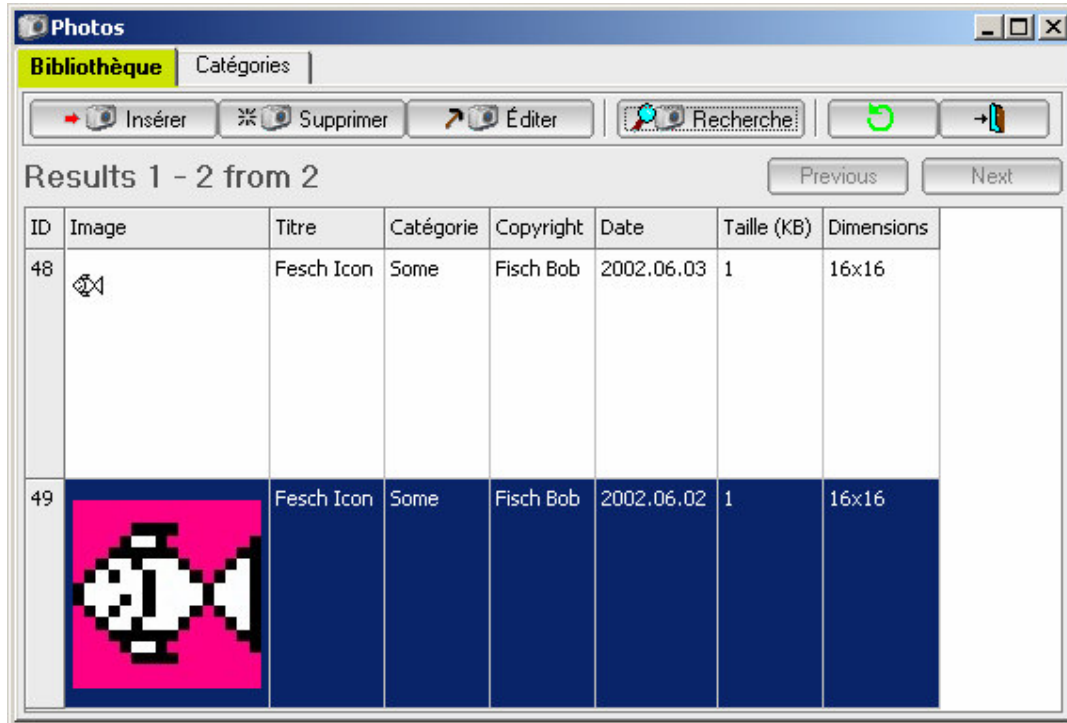 Photos
Bibliothèque Catégories
Insérer Supprimer Éditer Recherche
Results 1 - 2 from 2 Previous Next
ID Image Titre Catégorie Copyright Date Taille (KB) Dimensions
48 Fesch Icon Some Fisch Bob 2002.06.03 1 16x16
49 Fesch Icon Some Fisch Bob 2002.06.02 1 16x16